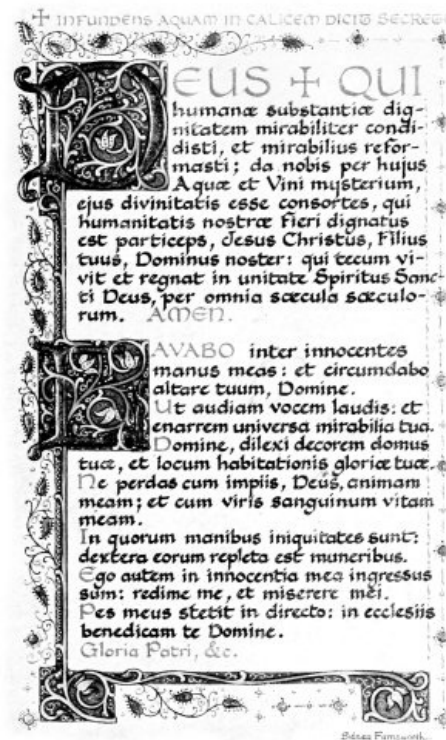 ✠ INFUNDENS AQUAM IN CALICEM DICIT SECRETO
DEUS ✠ QUI
humanæ substantiæ dig-
nitatem mirabiliter condi-
disti, et mirabilius refor-
masti; da nobis per hujus
Aquæ et Vini mysterium,
ejus divinitatis esse consortes, qui
humanitatis nostræ fieri dignatus
est particeps, Jesus Christus, Filius
tuus, Dominus noster: qui tecum vi-
vit et regnat in unitate Spiritus Sanc-
ti Deus, per omnia sæcula sæculo-
rum. AMEN.
LAVABO inter innocentes
manus meas: et circumdabo
altare tuum, Domine.
Ut audiam vocem laudis: et
enarrem universa mirabilia tua.
Domine, dilexi decorem domus
tuæ, et locum habitationis gloriæ tuæ.
Ne perdas cum impiis, Deus, animam
meam; et cum viris sanguinum vitam
meam.
In quorum manibus iniquitates sunt:
dextera eorum repleta est muneribus.
Ego autem in innocentia mea ingressus
sum: redime me, et miserere mei.
Pes meus stetit in directo: in ecclesiis
benedicam te Domine.
Gloria Patri, &c.
Sidney Farnsworth